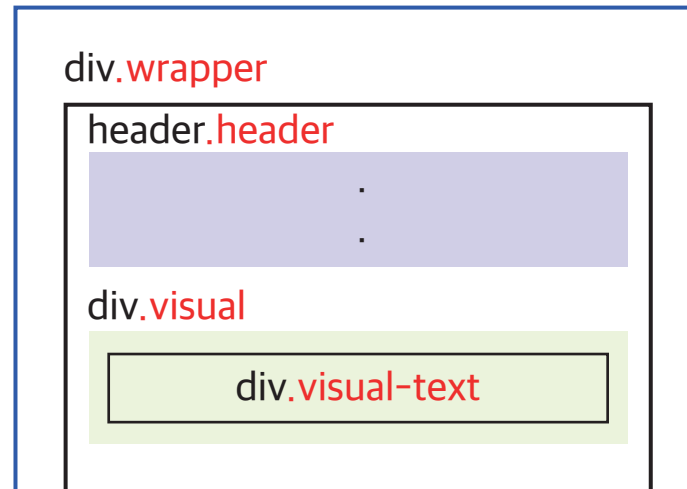 div.wrapper
header.header
.
.
div.visual
div.visual-text